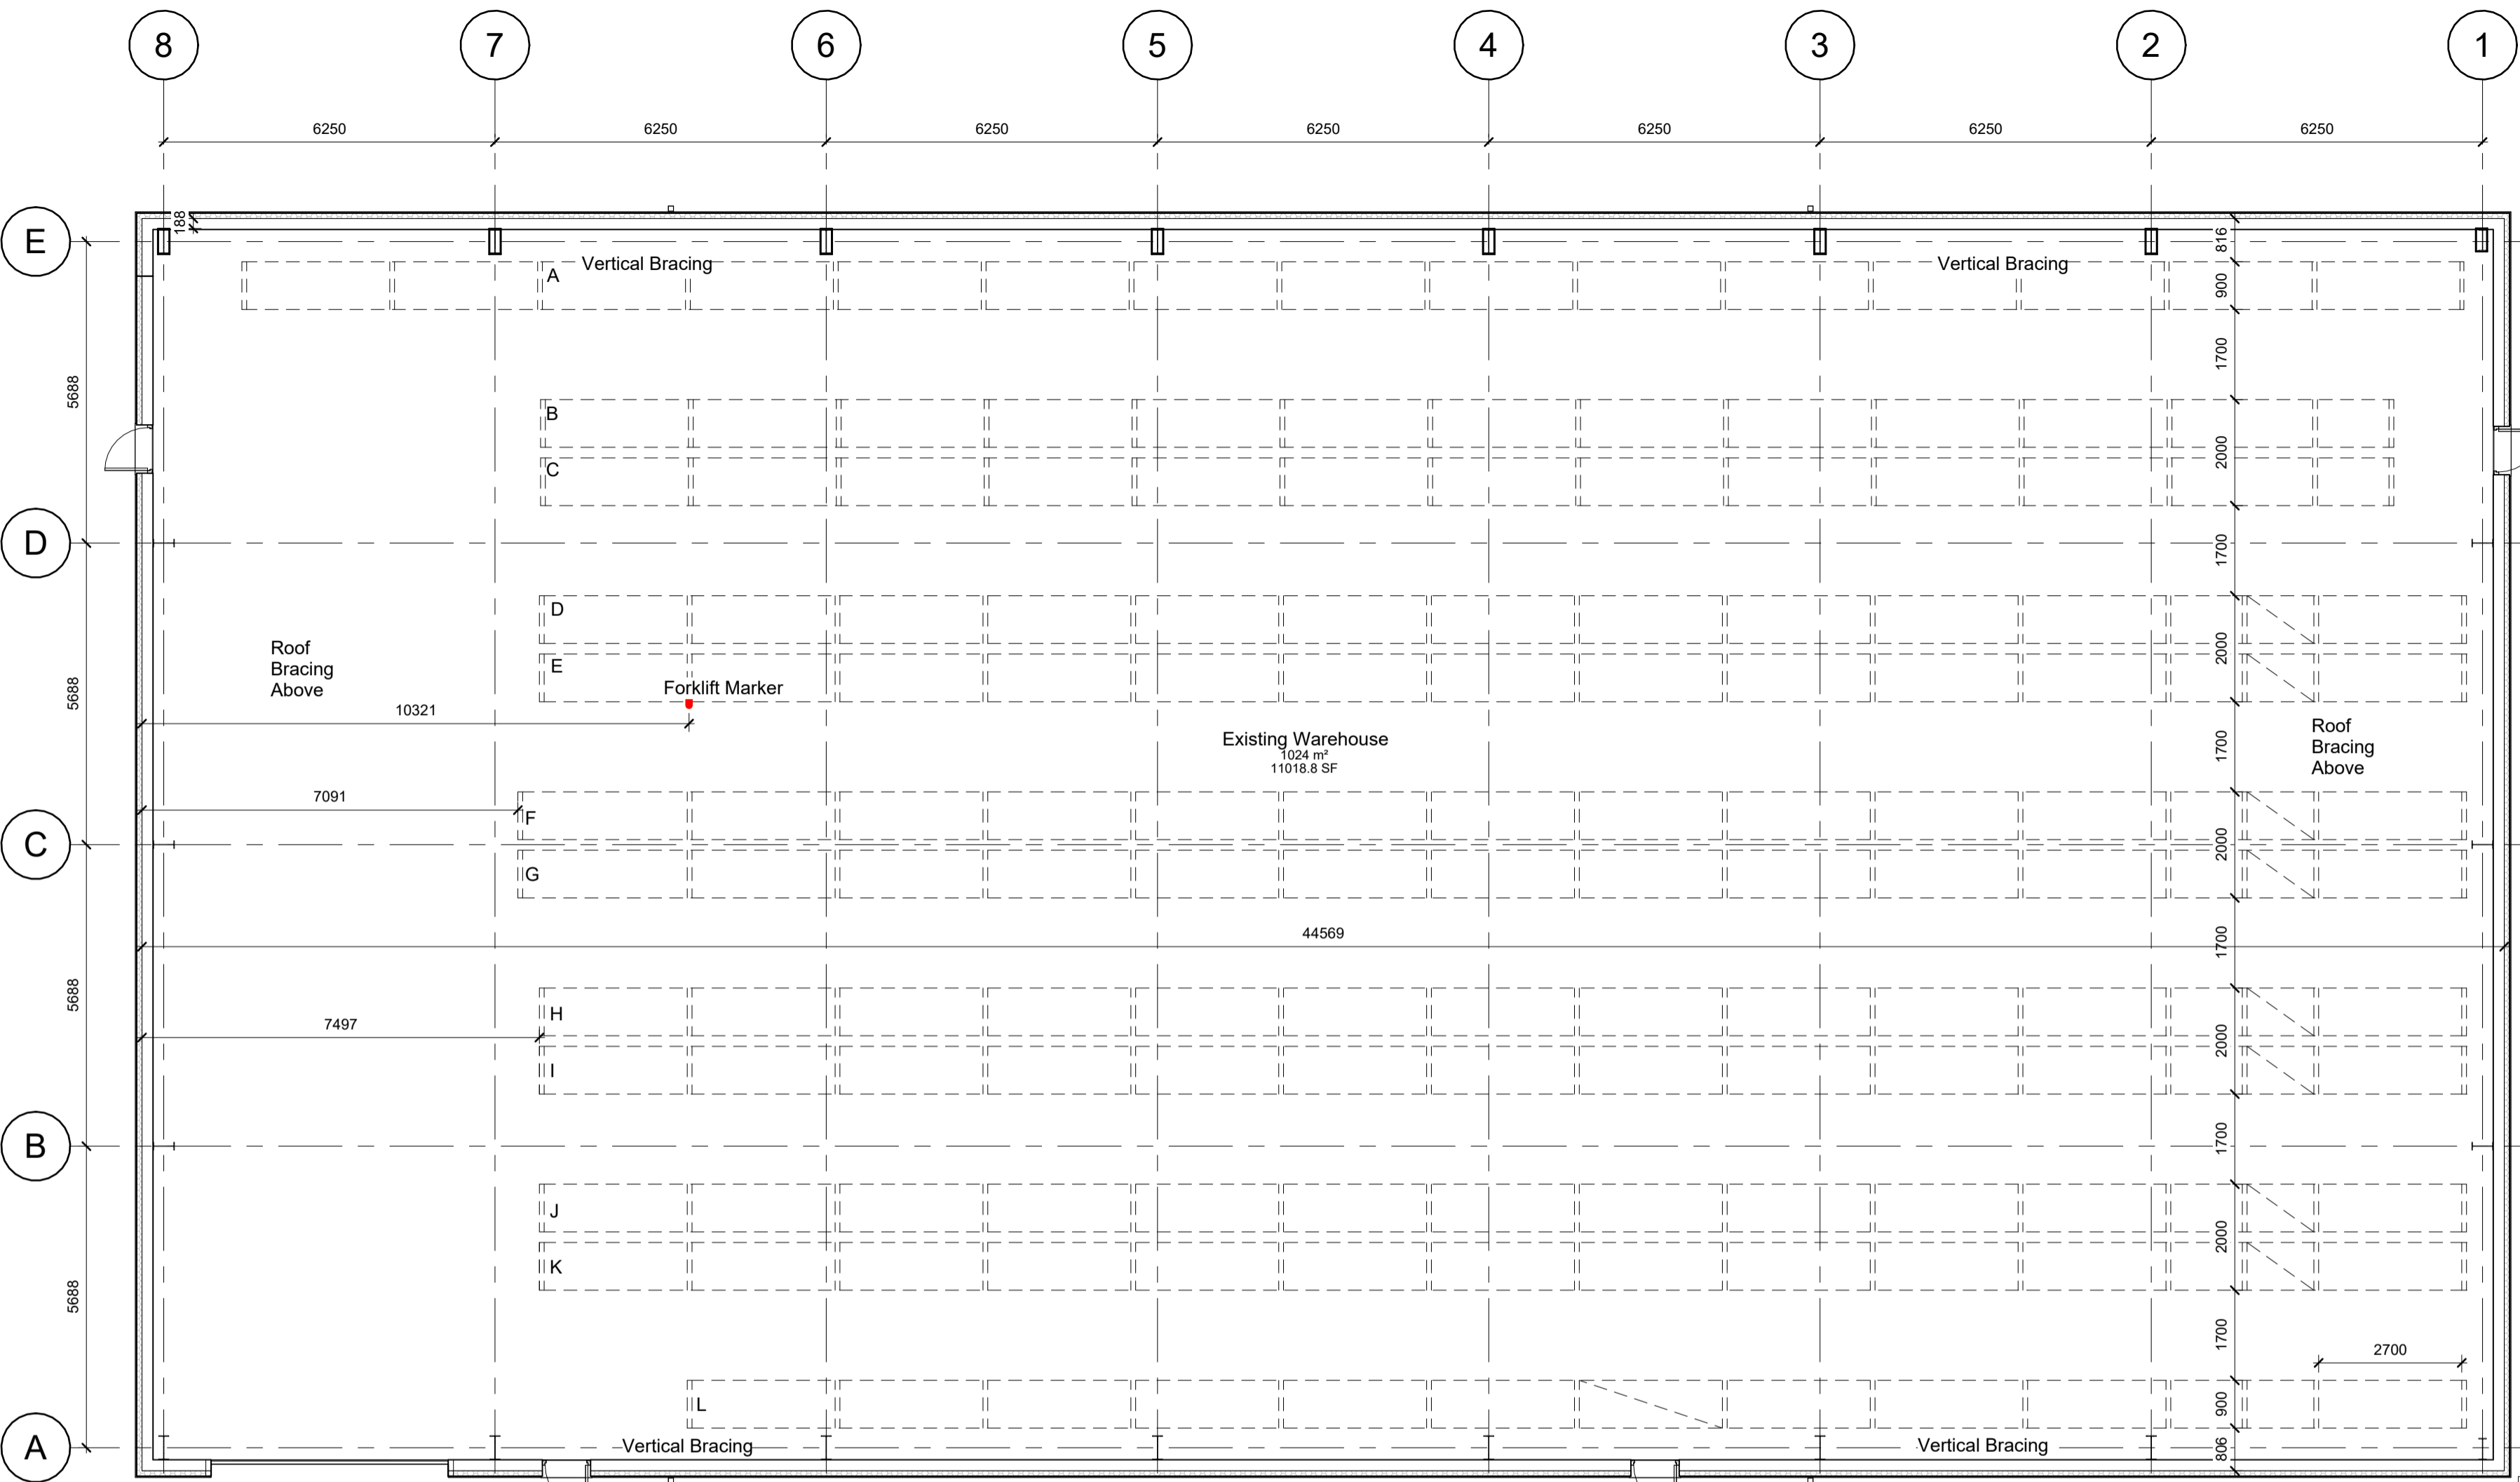 8
7
6
5
4
3
2
1
6250
6250
6250
6250
6250
6250
6250
E
188
816
Vertical Bracing
Vertical Bracing
A
900
1700
5688
B
2000
C
D
1700
D
2000
E
Roof
Bracing
Above
5688
Forklift Marker
10321
Existing Warehouse
1024 m²
11018.8 SF
Roof
Bracing
Above
1700
7091
F
C
2000
G
44569
1700
5688
H
7497
2000
I
B
1700
J
2000
K
5688
1700
2700
L
900
A
Vertical Bracing
Vertical Bracing
806